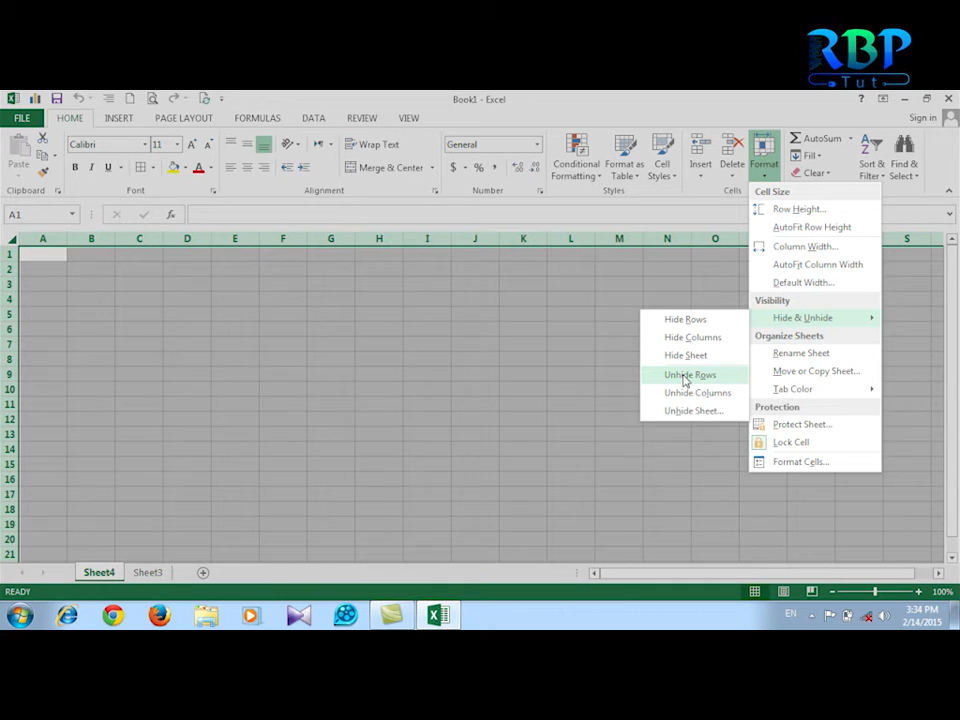 RBP
Tut
Book1 - Excel
?
FILE
HOME
INSERT
PAGE LAYOUT
FORMULAS
DATA
REVIEW
VIEW
Sign in
Paste
Calibri
11
B I U
Wrap Text
Merge & Center
General
$ % ,
Conditional Formatting
Format as Table
Cell Styles
Insert
Delete
Format
AutoSum
Fill
Clear
Sort & Filter
Find & Select
Clipboard
Font
Alignment
Number
Styles
Cells
A1
fx
Cell Size
Row Height...
AutoFit Row Height
Column Width...
AutoFit Column Width
Default Width...
Visibility
Hide & Unhide
Organize Sheets
Rename Sheet
Move or Copy Sheet...
Tab Color
Protection
Protect Sheet...
Lock Cell
Format Cells...
Hide Rows
Hide Columns
Hide Sheet
Unhide Rows
Unhide Columns
Unhide Sheet...
A B C D E F G H I J K L M N O S
1
2
3
4
5
6
7
8
9
10
11
12
13
14
15
16
17
18
19
20
21
Sheet4
Sheet3
READY
100%
EN
3:34 PM
2/14/2015